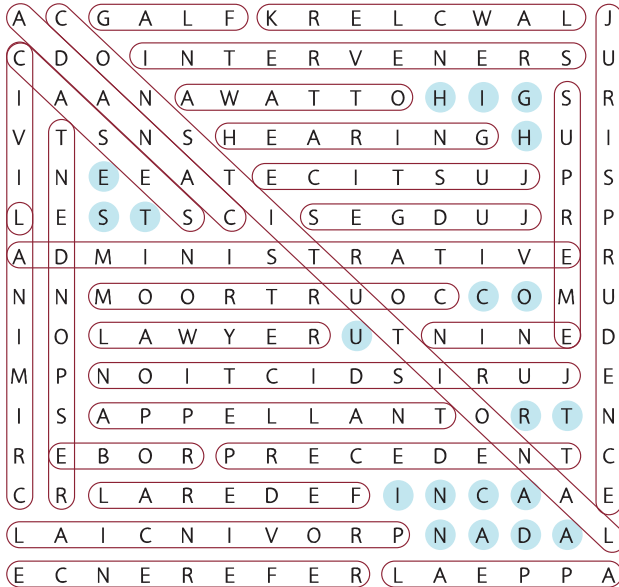 A C G A L F K R E L C W A L J
C D O I N T E R V E N E R S U
I A A N A W A T T O H I G S R
V T S N S H E A R I N G H U I
I N E E A T E C I T S U J P S
L E S T S C I S E G D U J R P
A D M I N I S T R A T I V E R
N N M O O R T R U O C C O M U
I O L A W Y E R U T N I N E D
M P N O I T C I D S I R U J E
I S A P P E L L A N T O R T N
R E B O R P R E C E D E N T C
C R L A R E D E F I N C A A E
L A I C N I V O R P N A D A L
E C N E R E F E R L A E P P A